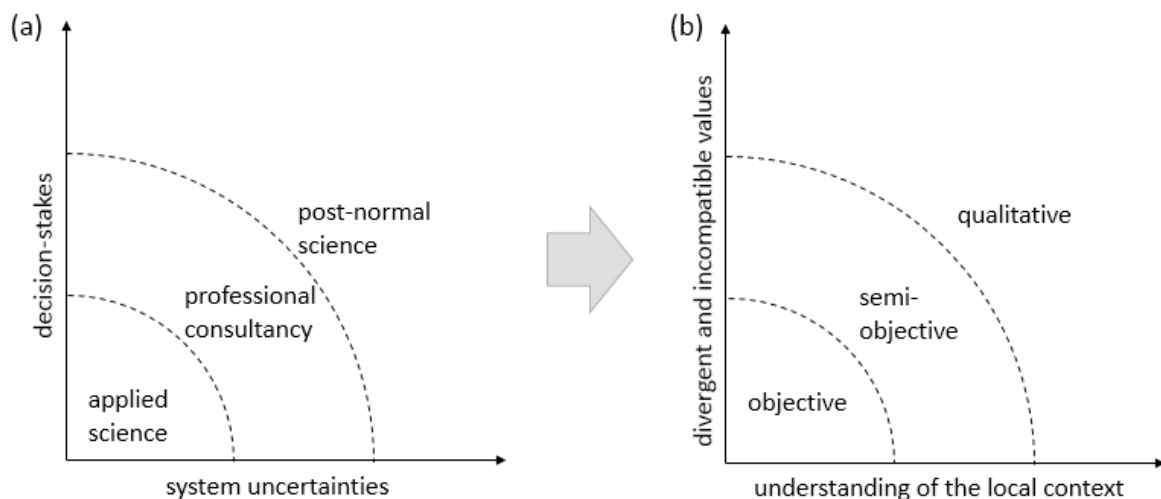 (a)
decision-stakes
post-normal
science
professional
consultancy
applied
science
system uncertainties
(b)
divergent and incompatible values
qualitative
semi-
objective
objective
understanding of the local context